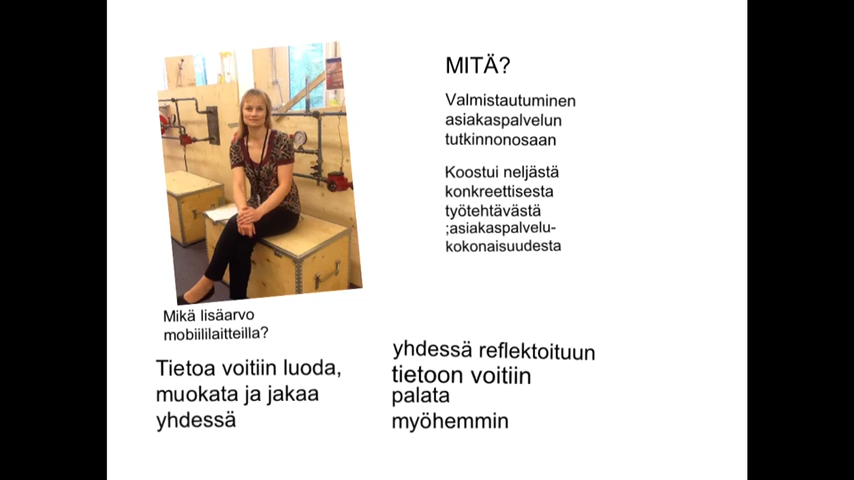 MITÄ?
Valmistautuminen
asiakaspalvelun
tutkinnonosaan
Koostui neljästä
konkreettisesta
työtehtävästä
;asiakaspalvelu-
kokonaisuudesta
Mikä lisäarvo
mobiililaitteilla?
Tietoa voitiin luoda,
muokata ja jakaa
yhdessä
yhdessä reflektoituun
tietoon voitiin
palata
myöhemmin